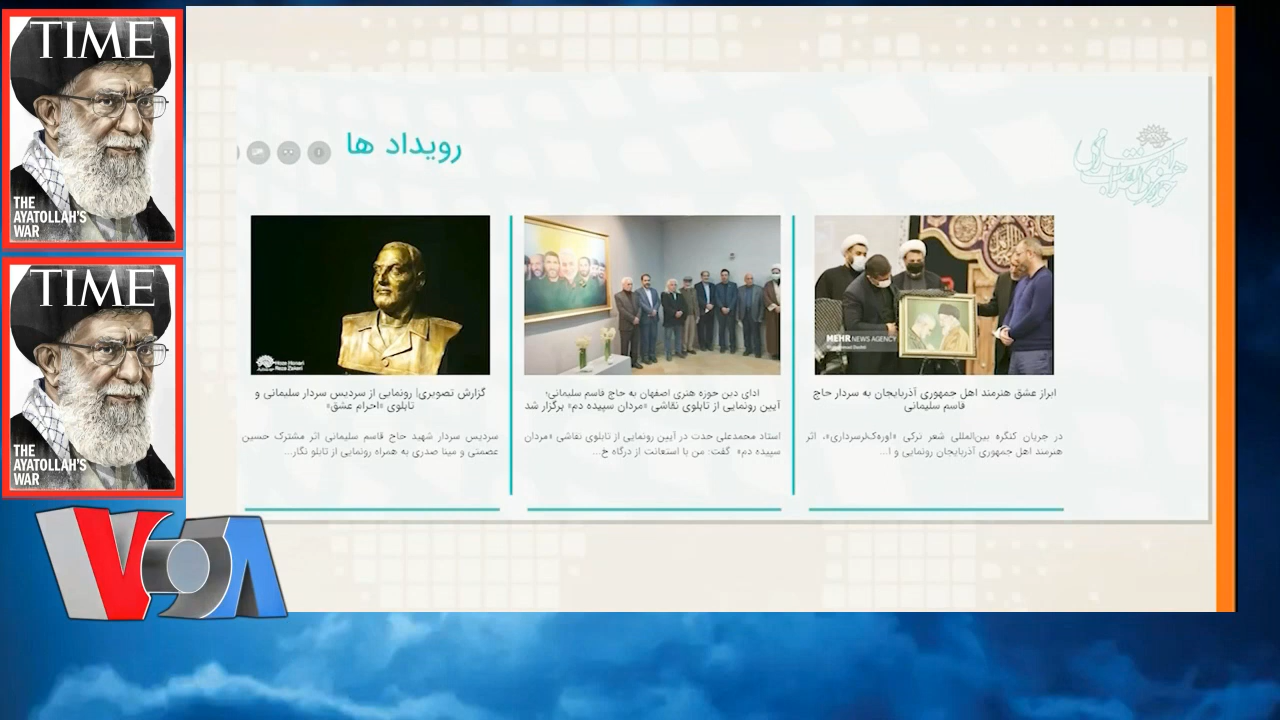 TIME
THE
AYATOLLAH'S
WAR
TIME
THE
AYATOLLAH'S
WAR
VOA
رویداد ها
MEHR NEWS AGENCY
ابراز عشق هنرمند اهل جمهوری آذربایجان به سردار حاج
قاسم سلیمانی
در جریان کنگره بین‌المللی شعر ترکی «اوره‌ک‌لرسرداری»، اثر
هنرمند اهل جمهوری آذربایجان رونمایی و ا...
ادای دین حوزه هنری اصفهان به حاج قاسم سلیمانی؛
آیین رونمایی از تابلوی نقاشی «مردان سپیده دم» برگزار شد
استاد محمدعلی حدت در آیین رونمایی از تابلوی نقاشی «مردان
سپیده دم» گفت: من با استعانت از درگاه خ...
گزارش تصویری| رونمایی از سردیس سردار سلیمانی و
تابلوی «احرام عشق»
سردیس سردار شهید حاج قاسم سلیمانی اثر مشترک حسین
عصمتی و مینا صدری به همراه رونمایی از تابلو نگار...